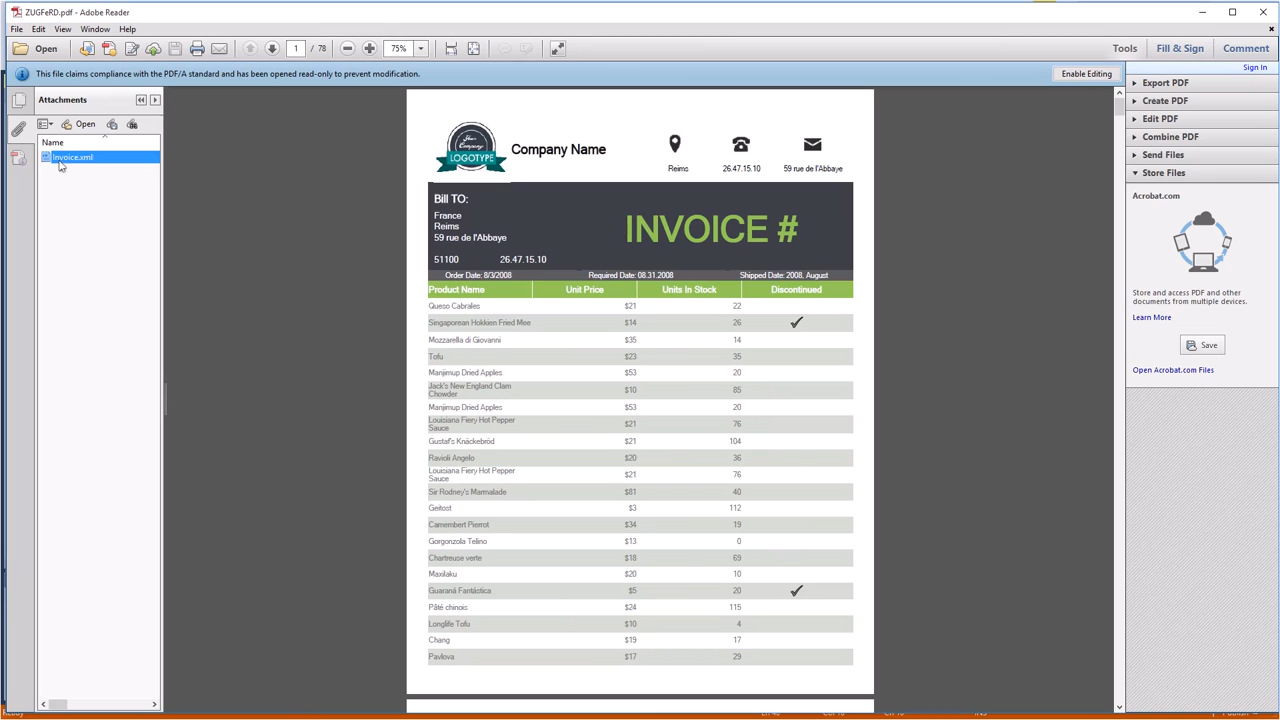 ZUGFeRD.pdf - Adobe Reader
File Edit View Window Help
Open 1 / 78 75% Tools Fill & Sign Comment
This file claims compliance with the PDF/A standard and has been opened read-only to prevent modification. Enable Editing
Sign In
Attachments
Open
Name
Invoice.xml
Your
Company
LOGOTYPE
Company Name
Reims 26.47.15.10 59 rue de l'Abbaye
Bill TO:
France
Reims
59 rue de l'Abbaye
51100 26.47.15.10
INVOICE #
Order Date: 8/3/2008 Required Date: 08.31.2008 Shipped Date: 2008, August
Product Name Unit Price Units In Stock Discontinued
Queso Cabrales $21 22
Singaporean Hokkien Fried Mee $14 26 ✓
Mozzarella di Giovanni $35 14
Tofu $23 35
Manjimup Dried Apples $53 20
Jack's New England Clam
Chowder $10 85
Manjimup Dried Apples $53 20
Louisiana Fiery Hot Pepper
Sauce $21 76
Gustaf's Knäckebröd $21 104
Ravioli Angelo $20 36
Louisiana Fiery Hot Pepper
Sauce $21 76
Sir Rodney's Marmalade $81 40
Geitost $3 112
Camembert Pierrot $34 19
Gorgonzola Telino $13 0
Chartreuse verte $18 69
Maxilaku $20 10
Guaraná Fantástica $5 20 ✓
Pâté chinois $24 115
Longlife Tofu $10 4
Chang $19 17
Pavlova $17 29
Export PDF
Create PDF
Edit PDF
Combine PDF
Send Files
Store Files
Acrobat.com
Store and access PDF and other
documents from multiple devices.
Learn More
Save
Open Acrobat.com Files